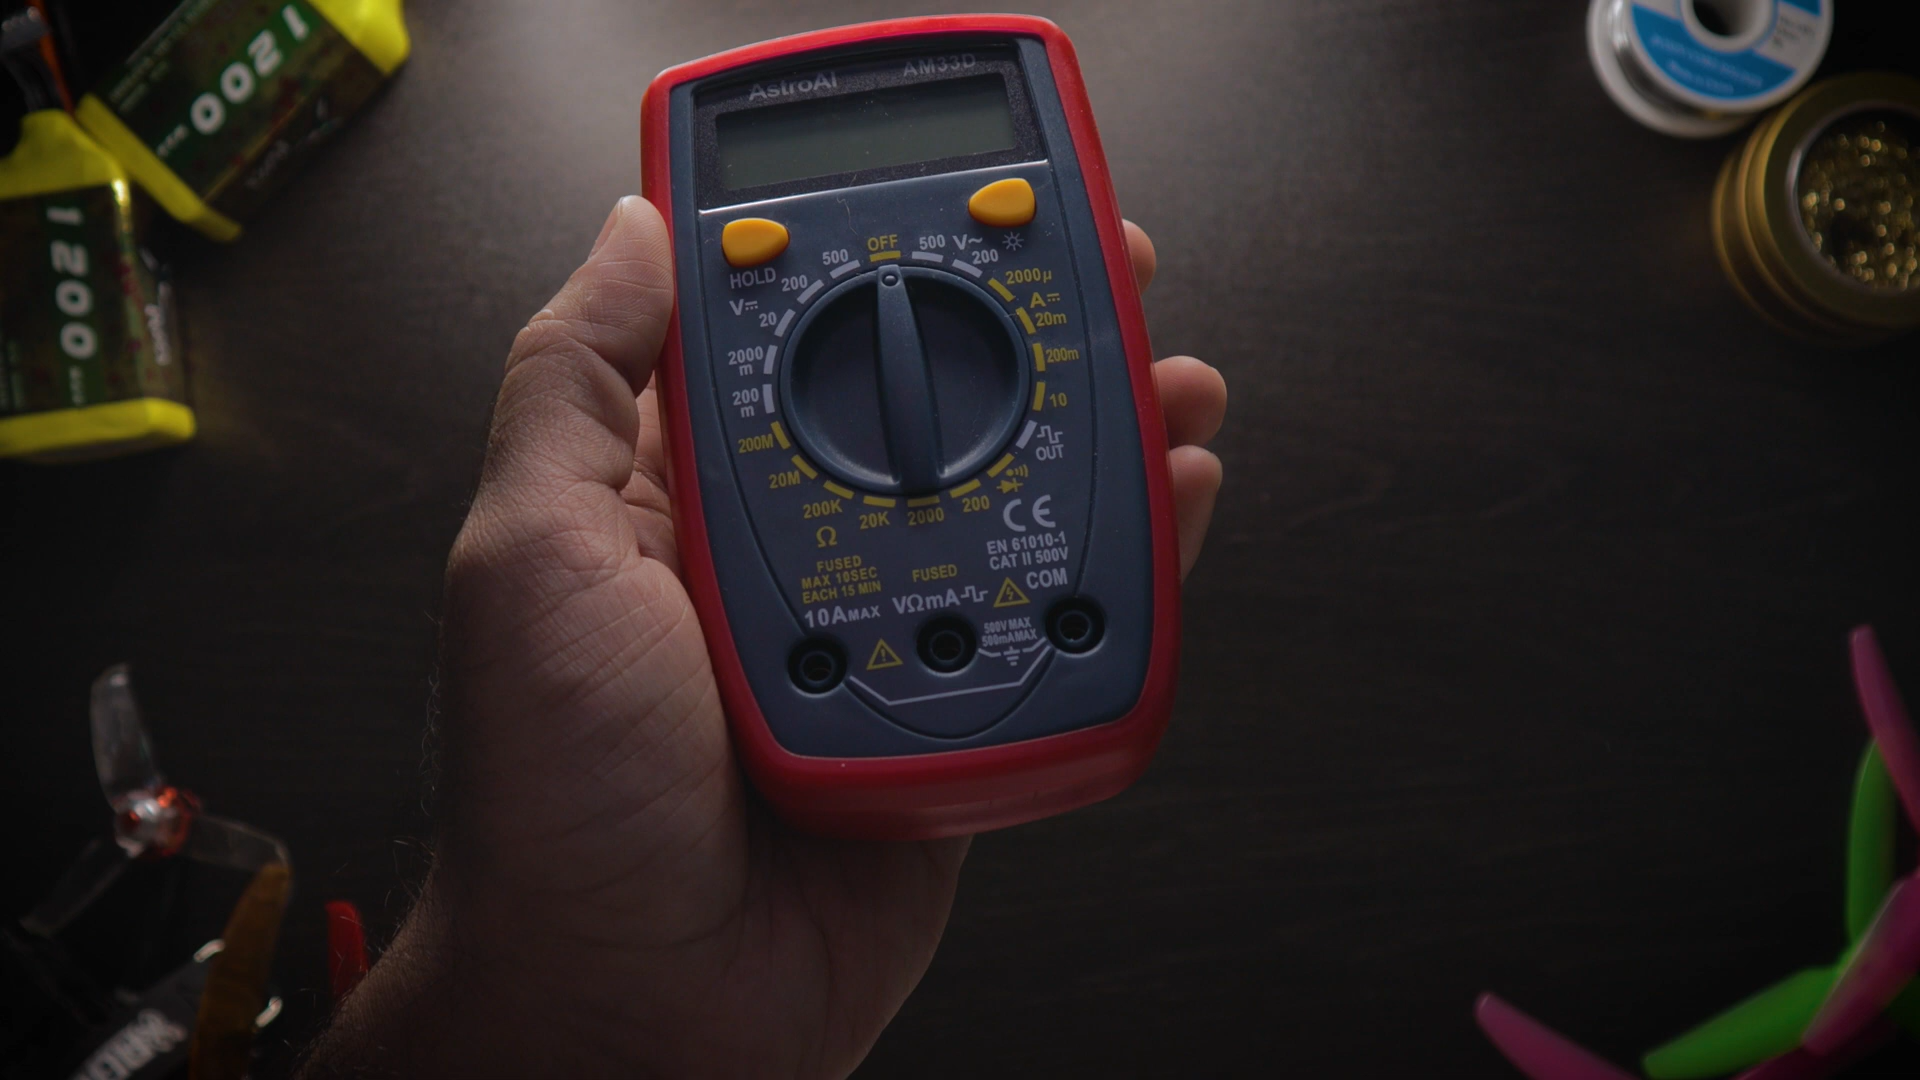 AstroAI AM33D
HOLD
OFF
500 V~
200
2000µ
A⎓
20m
200m
10
OUT
200
2000
20K
200K
Ω
20M
200M
200
m
2000
m
20
V⎓
200
500
CE
EN 61010-1
CAT II 500V
FUSED
MAX 10SEC
EACH 15 MIN
10AMAX
FUSED
VΩmA
COM
500V MAX
500mAMAX
1200
1200